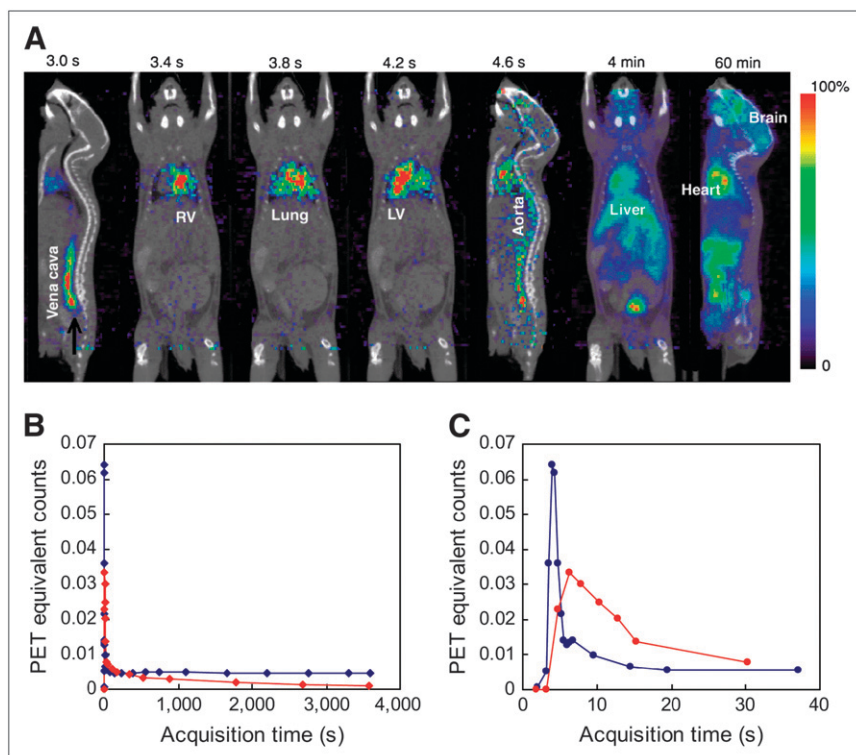 A
3.0 s 3.4 s 3.8 s 4.2 s 4.6 s 4 min 60 min
100%
Brain
Vena cava
RV
Lung
LV
Aorta
Liver
Heart
0
B
0.07
0.06
0.05
0.04
0.03
0.02
0.01
0
PET equivalent counts
0 1,000 2,000 3,000 4,000
Acquisition time (s)
C
0.07
0.06
0.05
0.04
0.03
0.02
0.01
0
PET equivalent counts
0 10 20 30 40
Acquisition time (s)